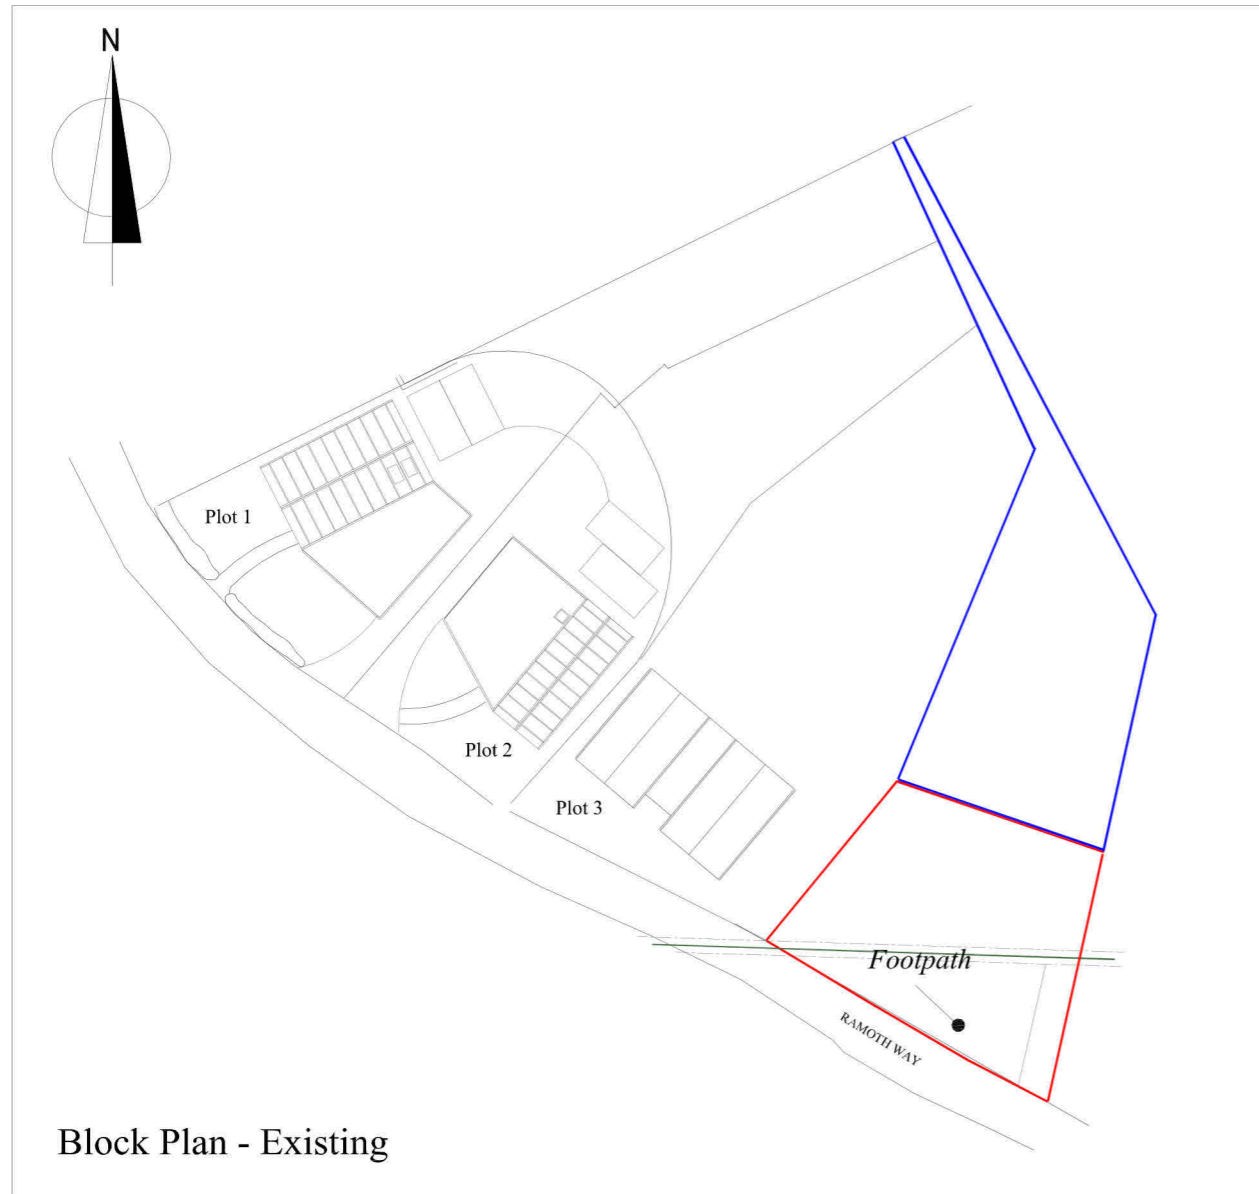 N
Plot 1
Plot 2
Plot 3
Footpath
RAMOTH WAY
Block Plan - Existing